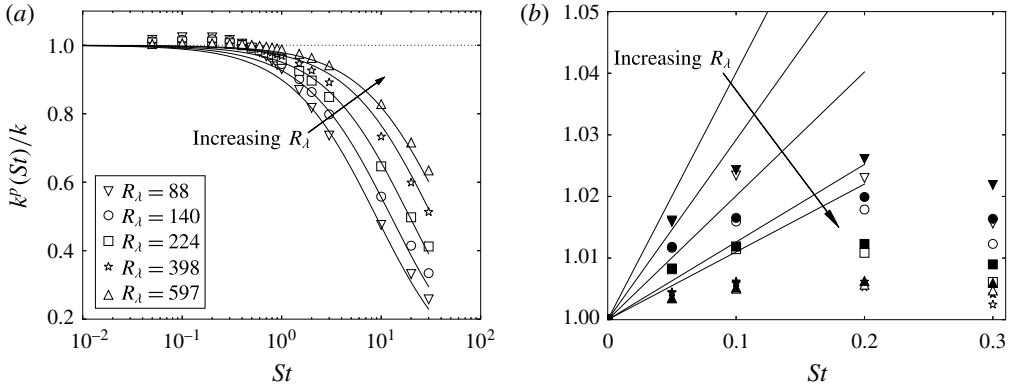 (a)
1.0
0.8
0.6
0.4
0.2
k^p(St)/k
Increasing R_λ
R_λ = 88
R_λ = 140
R_λ = 224
R_λ = 398
R_λ = 597
10^−2 10^−1 10^0 10^1 10^2
St
(b)
1.05
1.04
1.03
1.02
1.01
1.00
Increasing R_λ
0 0.1 0.2 0.3
St